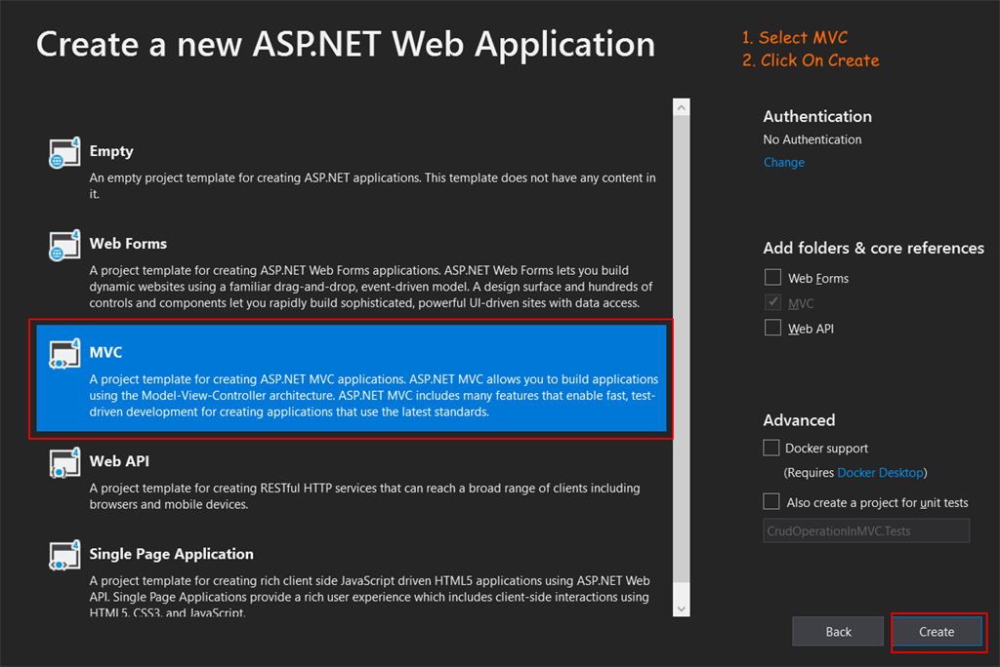 Create a new ASP.NET Web Application
1. Select MVC
2. Click On Create
Empty
An empty project template for creating ASP.NET applications. This template does not have any content in
it.
Web Forms
A project template for creating ASP.NET Web Forms applications. ASP.NET Web Forms lets you build
dynamic websites using a familiar drag-and-drop, event-driven model. A design surface and hundreds of
controls and components let you rapidly build sophisticated, powerful UI-driven sites with data access.
MVC
A project template for creating ASP.NET MVC applications. ASP.NET MVC allows you to build applications
using the Model-View-Controller architecture. ASP.NET MVC includes many features that enable fast, test-
driven development for creating applications that use the latest standards.
Web API
A project template for creating RESTful HTTP services that can reach a broad range of clients including
browsers and mobile devices.
Single Page Application
A project template for creating rich client side JavaScript driven HTML5 applications using ASP.NET Web
API. Single Page Applications provide a rich user experience which includes client-side interactions using
HTML5, CSS3, and JavaScript.
Authentication
No Authentication
Change
Add folders & core references
Web Forms
MVC
Web API
Advanced
Docker support
(Requires Docker Desktop)
Also create a project for unit tests
CrudOperationInMVC.Tests
Back
Create